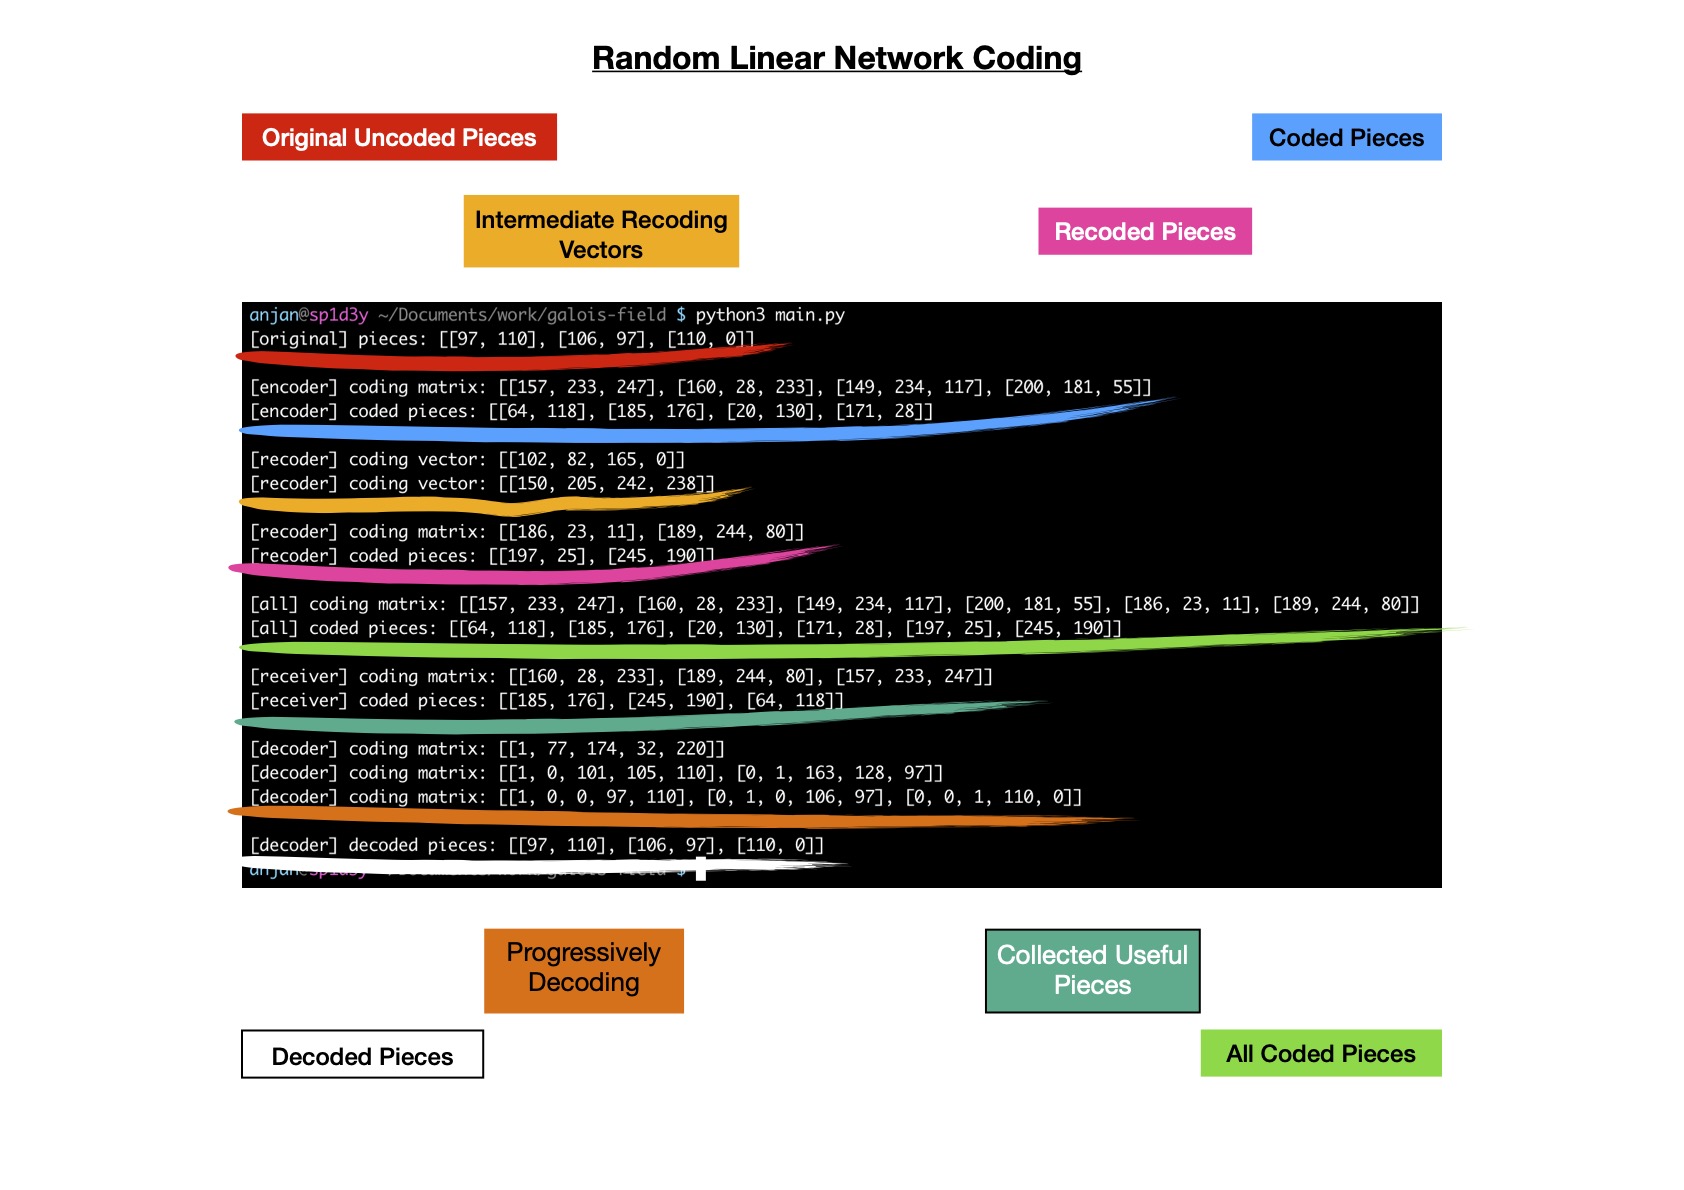 Random Linear Network Coding
Original Uncoded Pieces
Coded Pieces
Intermediate Recoding
Vectors
Recoded Pieces
anjan@sp1d3y ~/Documents/work/galois-field $ python3 main.py
[original] pieces: [[97, 110], [106, 97], [110, 0]]
[encoder] coding matrix: [[157, 233, 247], [160, 28, 233], [149, 234, 117], [200, 181, 55]]
[encoder] coded pieces: [[64, 118], [185, 176], [20, 130], [171, 28]]
[recoder] coding vector: [[102, 82, 165, 0]]
[recoder] coding vector: [[150, 205, 242, 238]]
[recoder] coding matrix: [[186, 23, 11], [189, 244, 80]]
[recoder] coded pieces: [[197, 25], [245, 190]]
[all] coding matrix: [[157, 233, 247], [160, 28, 233], [149, 234, 117], [200, 181, 55], [186, 23, 11], [189, 244, 80]]
[all] coded pieces: [[64, 118], [185, 176], [20, 130], [171, 28], [197, 25], [245, 190]]
[receiver] coding matrix: [[160, 28, 233], [189, 244, 80], [157, 233, 247]]
[receiver] coded pieces: [[185, 176], [245, 190], [64, 118]]
[decoder] coding matrix: [[1, 77, 174, 32, 220]]
[decoder] coding matrix: [[1, 0, 101, 105, 110], [0, 1, 163, 128, 97]]
[decoder] coding matrix: [[1, 0, 0, 97, 110], [0, 1, 0, 106, 97], [0, 0, 1, 110, 0]]
[decoder] decoded pieces: [[97, 110], [106, 97], [110, 0]]
anjan@sp1d3y $
Progressively
Decoding
Collected Useful
Pieces
Decoded Pieces
All Coded Pieces